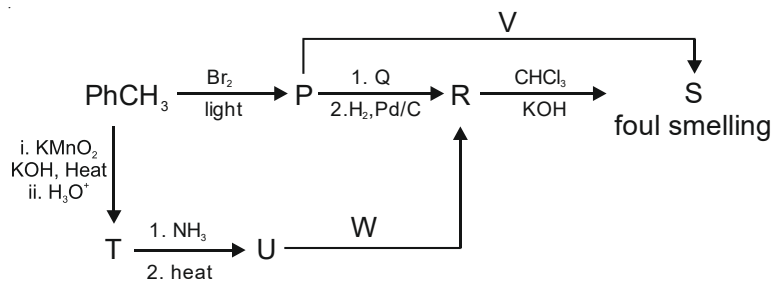 V
PhCH₃
Br₂
light
P
1. Q
2.H₂,Pd/C
R
CHCl₃
KOH
S
foul smelling
i. KMnO₂
KOH, Heat
ii. H₃O⁺
T
1. NH₃
2. heat
U
W